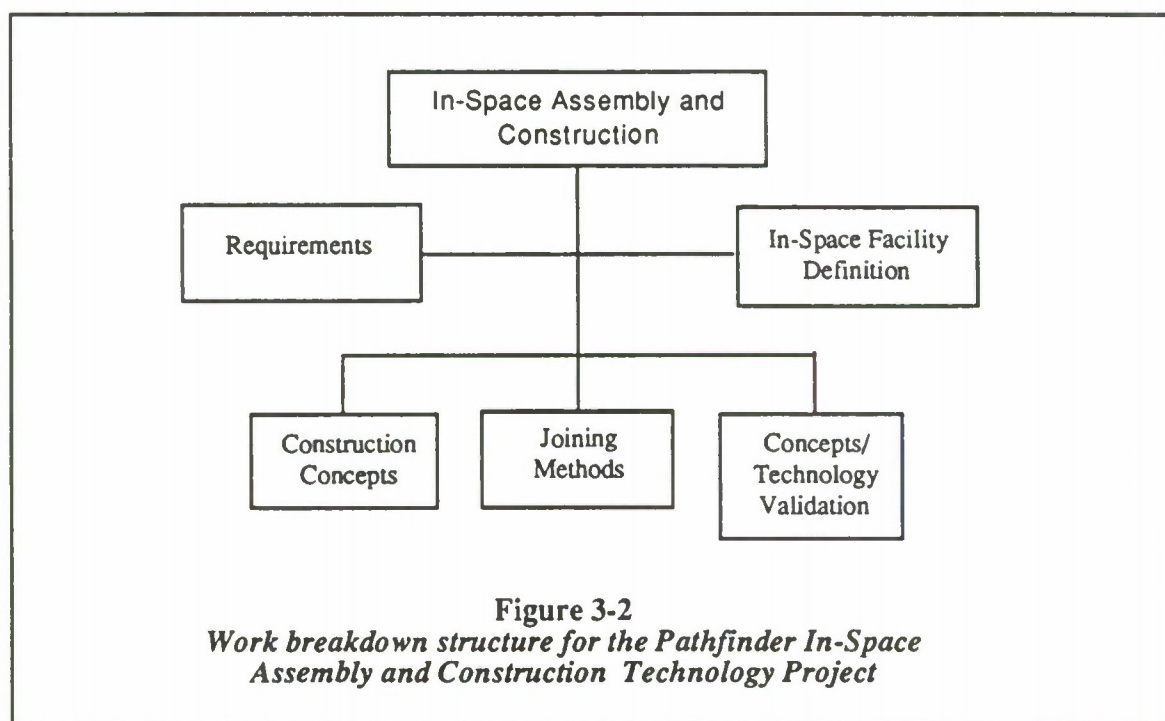 In-Space Assembly and
Construction
Requirements
In-Space Facility
Definition
Construction
Concepts
Joining
Methods
Concepts/
Technology
Validation
Figure 3-2
Work breakdown structure for the Pathfinder In-Space
Assembly and Construction Technology Project